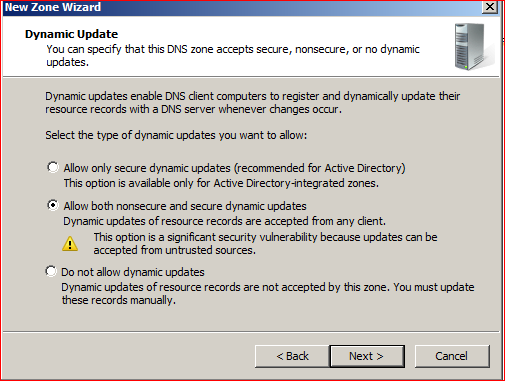 New Zone Wizard
Dynamic Update
You can specify that this DNS zone accepts secure, nonsecure, or no dynamic
updates.
Dynamic updates enable DNS client computers to register and dynamically update their
resource records with a DNS server whenever changes occur.
Select the type of dynamic updates you want to allow:
Allow only secure dynamic updates (recommended for Active Directory)
This option is available only for Active Directory-integrated zones.
Allow both nonsecure and secure dynamic updates
Dynamic updates of resource records are accepted from any client.
This option is a significant security vulnerability because updates can be
accepted from untrusted sources.
Do not allow dynamic updates
Dynamic updates of resource records are not accepted by this zone. You must update
these records manually.
< Back Next > Cancel